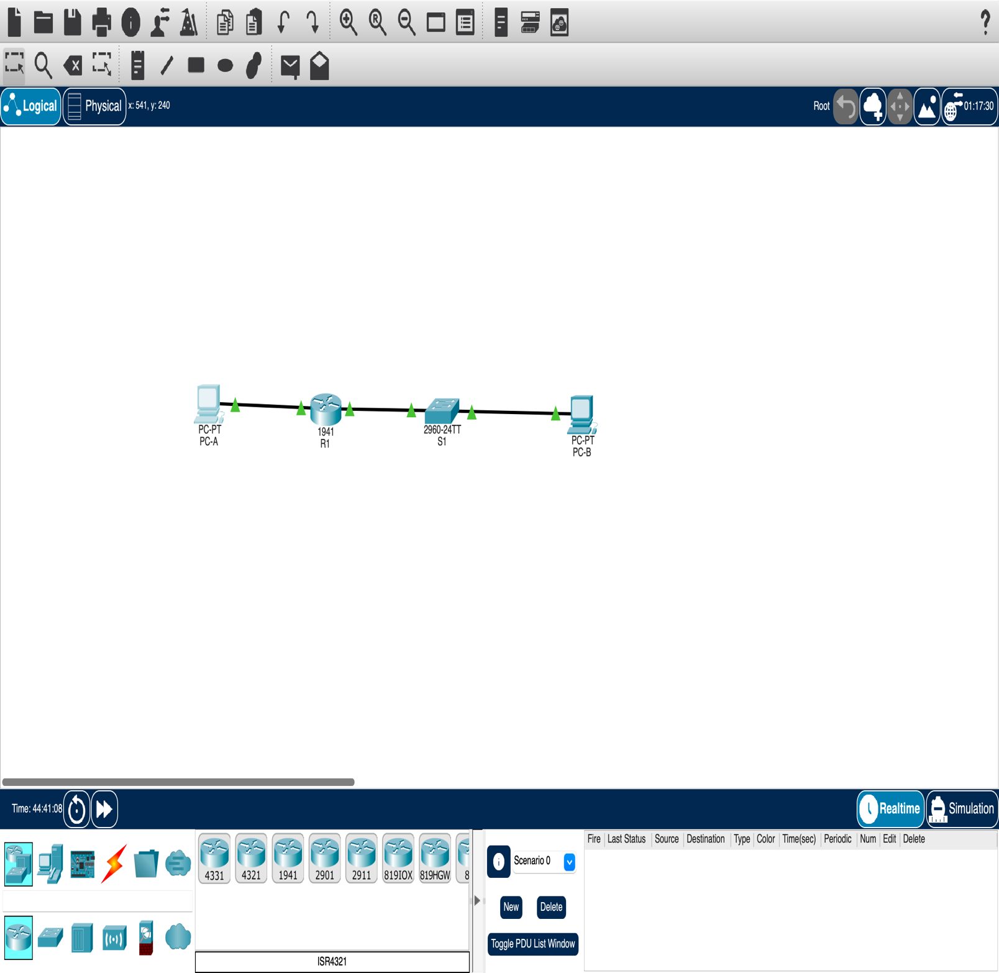 Logical
Physical
x: 541, y: 240
Root
01:17:30
PC-PT
PC-A
1941
R1
2960-24TT
S1
PC-PT
PC-B
Time: 44:41:08
Realtime
Simulation
4331
4321
1941
2901
2911
819IOX
819HGW
8
ISR4321
Scenario 0
New
Delete
Toggle PDU List Window
Fire Last Status Source Destination Type Color Time(sec) Periodic Num Edit Delete